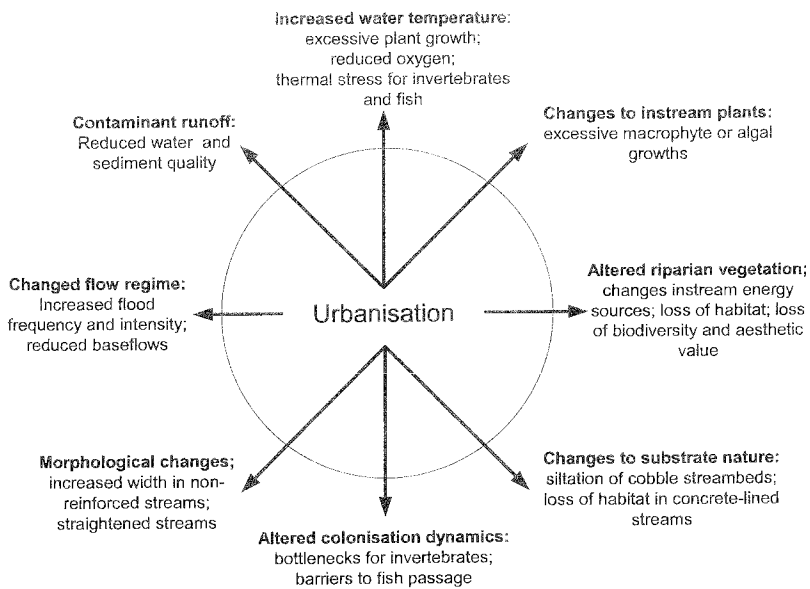 Increased water temperature:
excessive plant growth;
reduced oxygen;
thermal stress for invertebrates
and fish
Contaminant runoff:
Reduced water and
sediment quality
Changes to instream plants:
excessive macrophyte or algal
growths
Changed flow regime:
Increased flood
frequency and intensity;
reduced baseflows
Urbanisation
Altered riparian vegetation;
changes instream energy
sources; loss of habitat; loss
of biodiversity and aesthetic
value
Morphological changes;
increased width in non-
reinforced streams;
straightened streams
Altered colonisation dynamics:
bottlenecks for invertebrates;
barriers to fish passage
Changes to substrate nature:
siltation of cobble streambeds;
loss of habitat in concrete-lined
streams